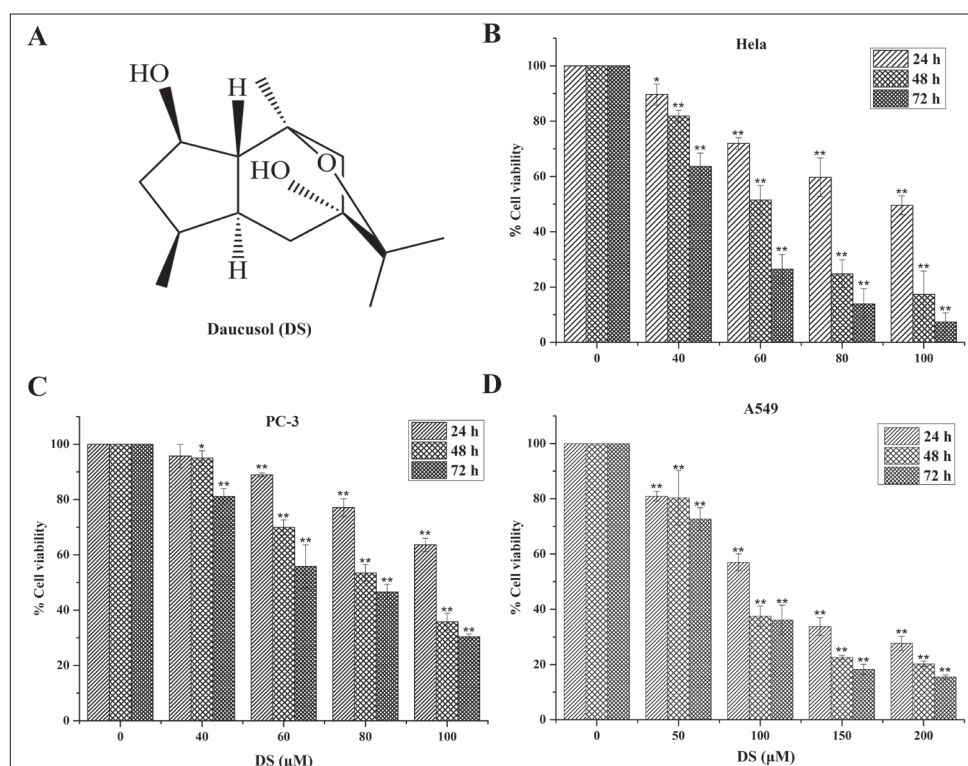 A
HO
H
O
HO
H
Daucusol (DS)
B
Hela
24 h
48 h
72 h
% Cell viability
100
80
60
40
20
0
*
**
**
**
**
**
**
**
**
**
**
**
0 40 60 80 100
C
PC-3
24 h
48 h
72 h
% Cell viability
100
80
60
40
20
0
*
**
**
**
**
**
**
**
**
**
**
0 40 60 80 100
DS (μM)
D
A549
24 h
48 h
72 h
% Cell viability
100
80
60
40
20
0
**
**
**
**
**
**
**
**
**
**
**
**
0 50 100 150 200
DS (μM)